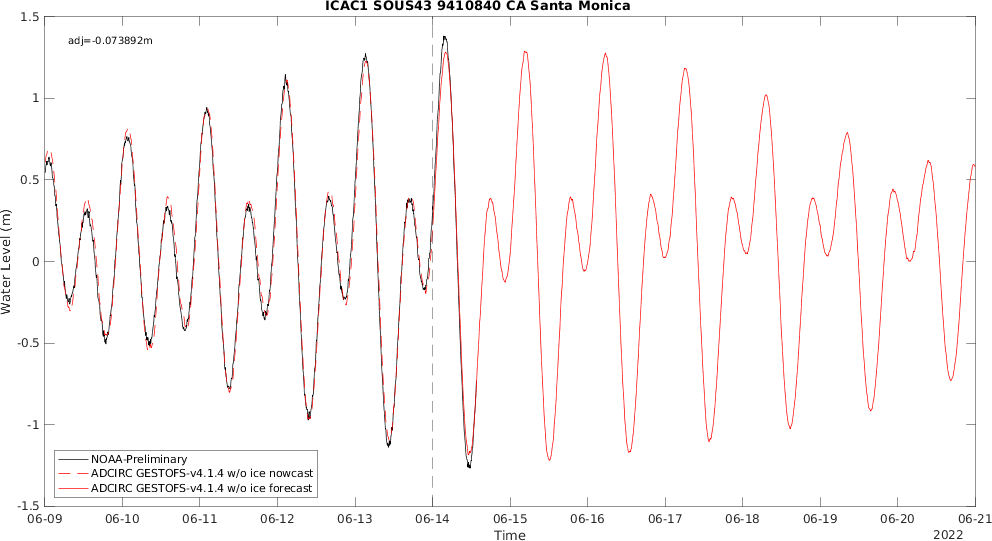 ICAC1 SOUS43 9410840 CA Santa Monica
adj=-0.073892m
1.5
1
0.5
0
-0.5
-1
-1.5
Water Level (m)
NOAA-Preliminary
ADCIRC GESTOFS-v4.1.4 w/o ice nowcast
ADCIRC GESTOFS-v4.1.4 w/o ice forecast
06-09 06-10 06-11 06-12 06-13 06-14 06-15 06-16 06-17 06-18 06-19 06-20 06-21
Time
2022